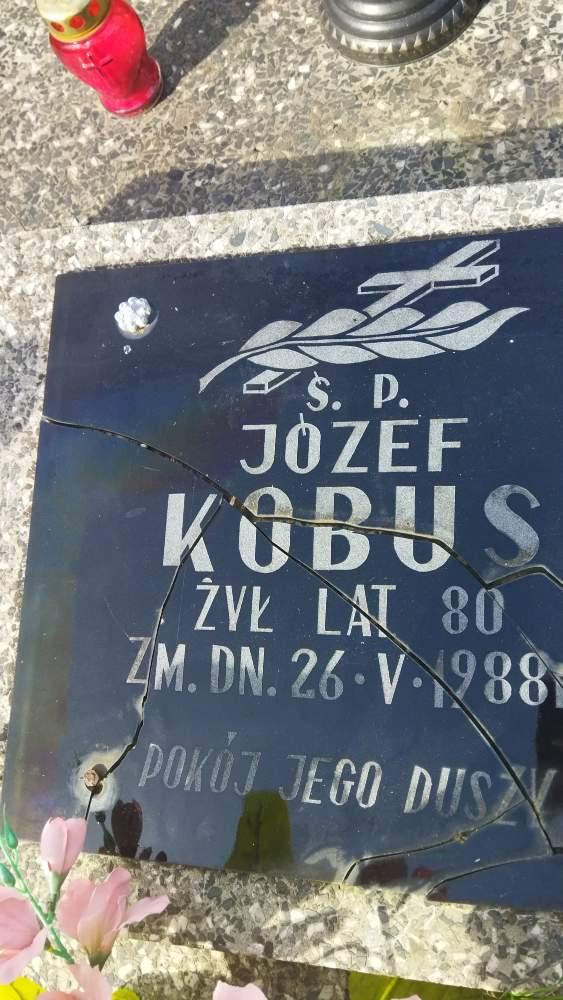 Ś. P.
JÓZEF
KOBUS
ŻYŁ LAT 80
ZM. DN. 26·V·1988
POKÓJ JEGO DUSZY